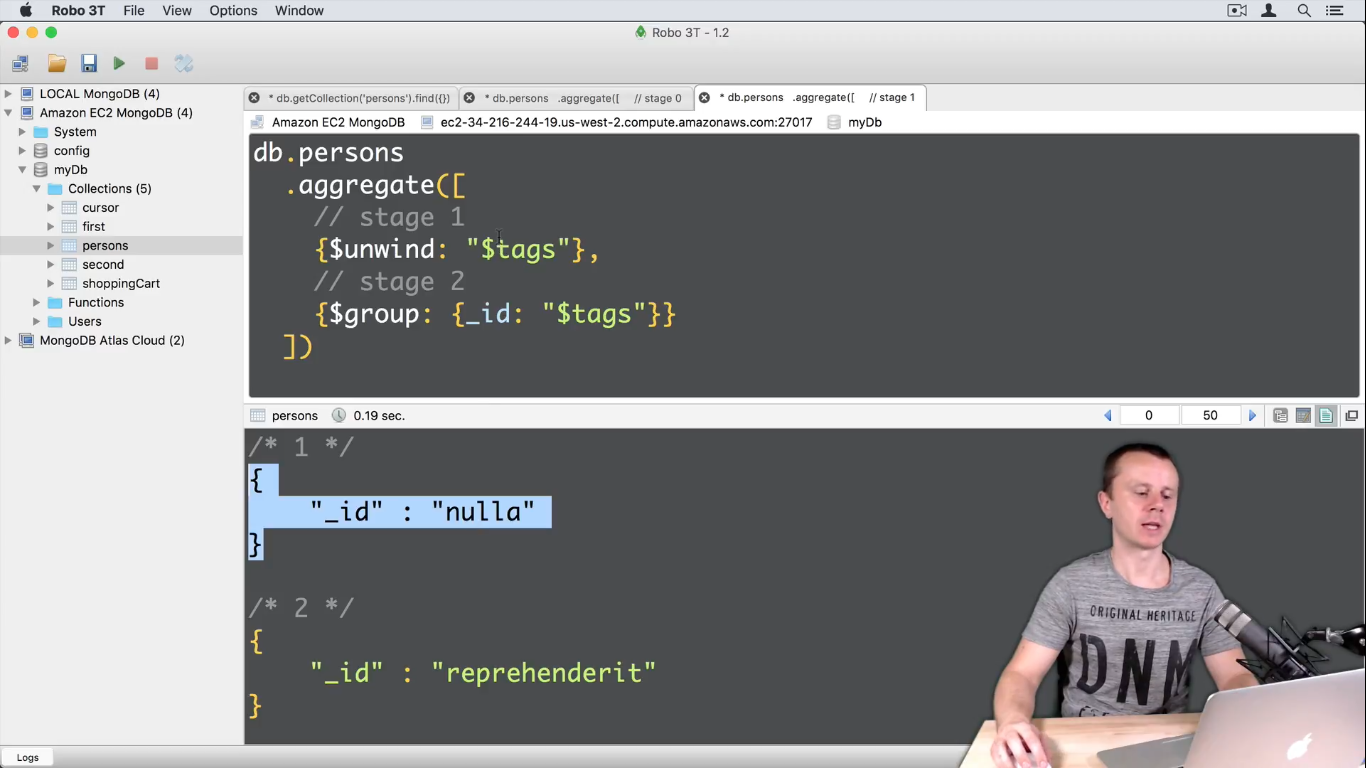 Robo 3T File View Options Window
Robo 3T - 1.2
* db.getCollection('persons').find({})
* db.persons .aggregate([ // stage 0
* db.persons .aggregate([ // stage 1
LOCAL MongoDB (4)
Amazon EC2 MongoDB (4)
System
config
myDb
Collections (5)
cursor
first
persons
second
shoppingCart
Functions
Users
MongoDB Atlas Cloud (2)
Amazon EC2 MongoDB ec2-34-216-244-19.us-west-2.compute.amazonaws.com:27017 myDb
db.persons
.aggregate([
// stage 1
{$unwind: "$tags"},
// stage 2
{$group: {_id: "$tags"}}
])
persons 0.19 sec. 0 50
/* 1 */
{
"_id" : "nulla"
}
/* 2 */
{
"_id" : "reprehenderit"
}
ORIGINAL HERITAGE
DNM
Logs